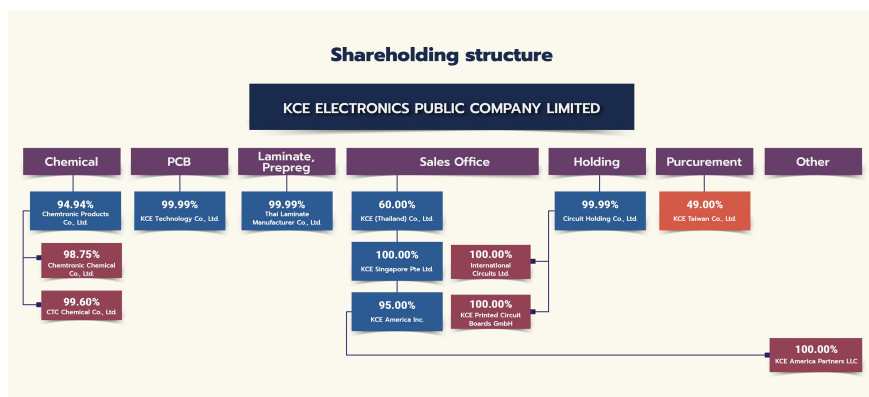 Shareholding structure
KCE ELECTRONICS PUBLIC COMPANY LIMITED
Chemical
PCB
Laminate,
Prepreg
Sales Office
Holding
Purcurement
Other
94.94%
Chemtronic Products
Co., Ltd.
99.99%
KCE Technology Co., Ltd.
99.99%
Thai Laminate
Manufacturer Co., Ltd.
60.00%
KCE (Thailand) Co., Ltd.
99.99%
Circuit Holding Co., Ltd.
49.00%
KCE Taiwan Co., Ltd.
98.75%
Chemtronic Chemical
Co., Ltd.
100.00%
KCE Singapore Pte Ltd.
100.00%
International
Circuits Ltd.
99.60%
CTC Chemical Co., Ltd.
95.00%
KCE America Inc.
100.00%
KCE Printed Circuit
Boards GmbH
100.00%
KCE America Partners LLC